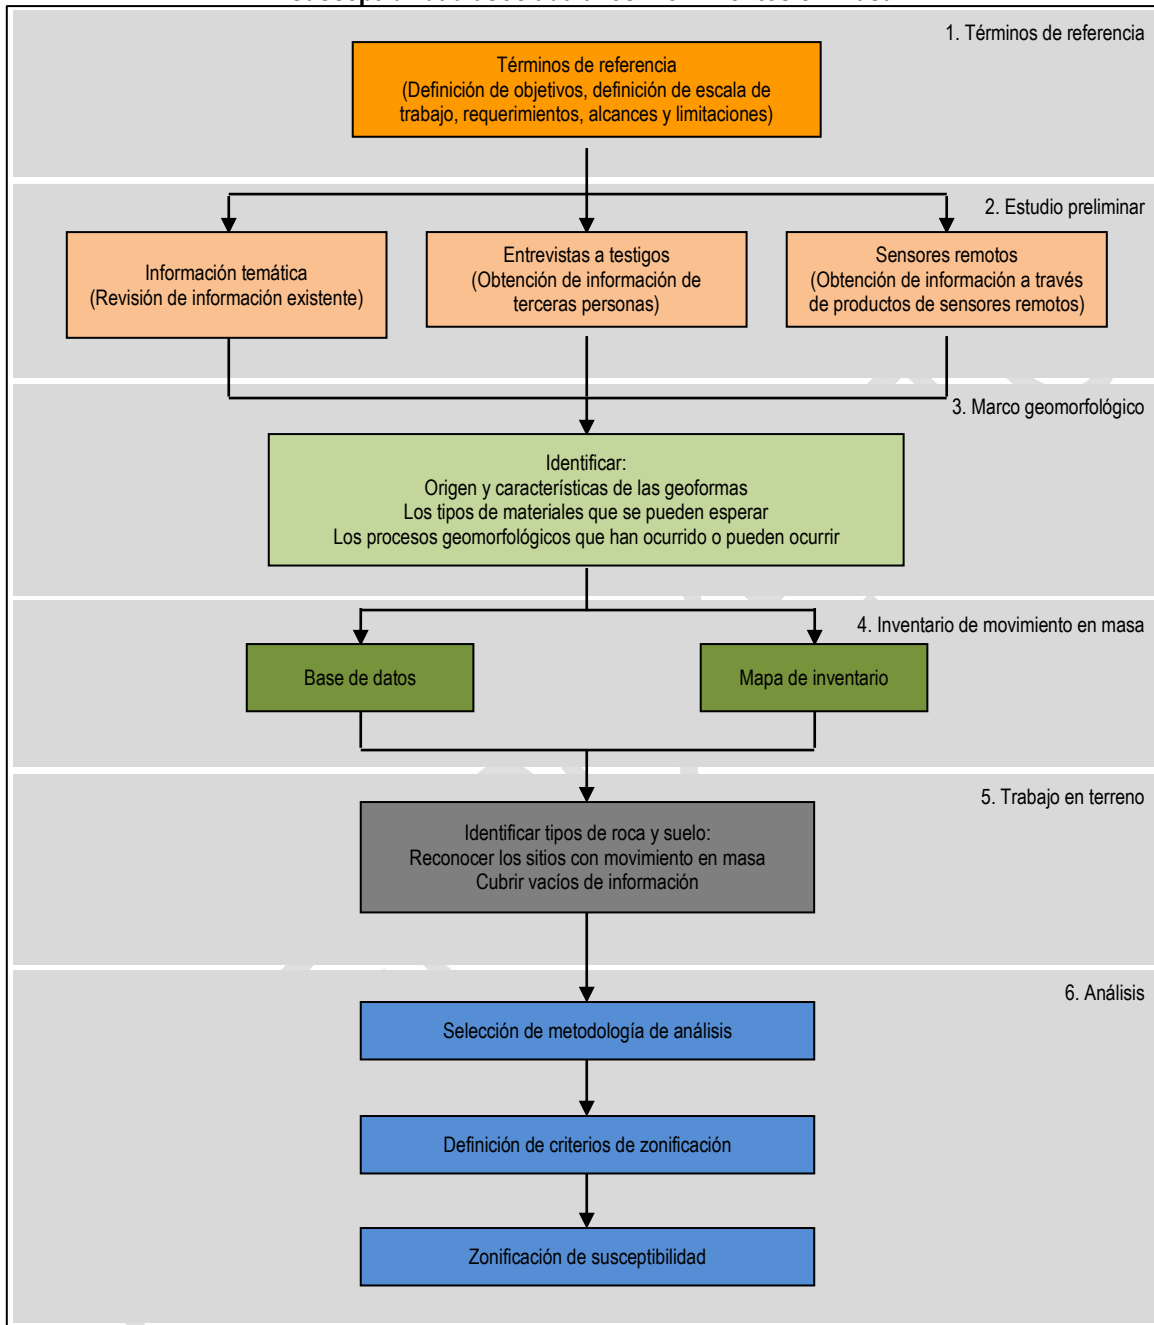 1. Términos de referencia
Términos de referencia
(Definición de objetivos, definición de escala de
trabajo, requerimientos, alcances y limitaciones)
2. Estudio preliminar
Información temática
(Revisión de información existente)
Entrevistas a testigos
(Obtención de información de
terceras personas)
Sensores remotos
(Obtención de información a través
de productos de sensores remotos)
3. Marco geomorfológico
Identificar:
Origen y características de las geoformas
Los tipos de materiales que se pueden esperar
Los procesos geomorfológicos que han ocurrido o pueden ocurrir
4. Inventario de movimiento en masa
Base de datos
Mapa de inventario
5. Trabajo en terreno
Identificar tipos de roca y suelo:
Reconocer los sitios con movimiento en masa
Cubrir vacíos de información
6. Análisis
Selección de metodología de análisis
Definición de criterios de zonificación
Zonificación de susceptibilidad